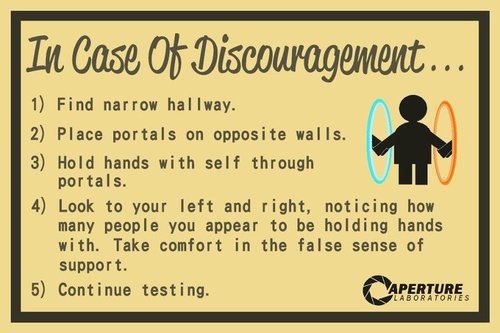 In Case Of Discouragement...
1) Find narrow hallway.
2) Place portals on opposite walls.
3) Hold hands with self through
portals.
4) Look to your left and right, noticing how
many people you appear to be holding hands
with. Take comfort in the false sense of
support.
5) Continue testing.
APERTURE
LABORATORIES